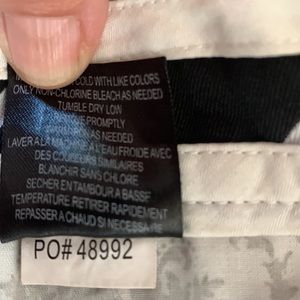 COLD WITH LIKE COLORS
ONLY NON-CHLORINE BLEACH AS NEEDED
TUMBLE DRY LOW
PROMPTLY
AS NEEDED
LAVER A LA MACHINE A L'EAU FROIDE AVEC
DES COULEURS SIMILAIRES
BLANCHIR SANS CHLORE
SECHER EN TAMBOUR A BASSE
TEMPERATURE RETIRER RAPIDEMENT
REPASSER A CHAUD SI NECESSAIRE
PO# 48992